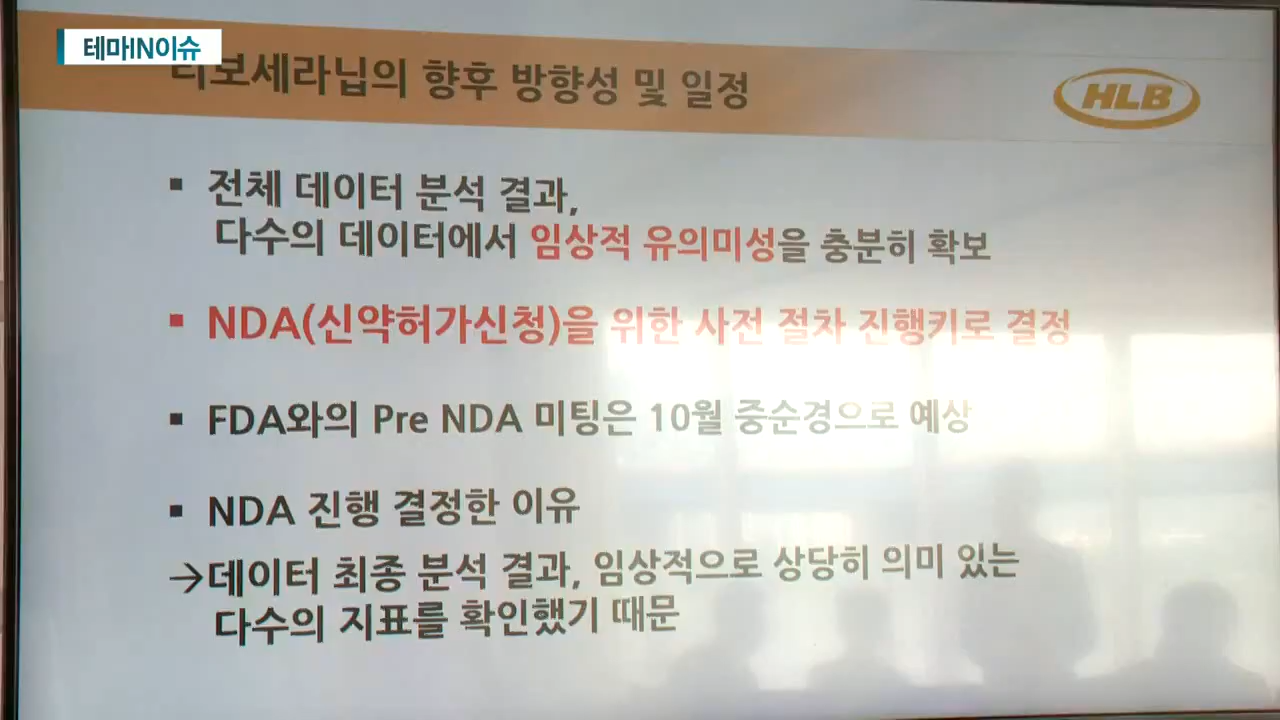 테마IN이슈
리보세라닙의 향후 방향성 및 일정
HLB
▪ 전체 데이터 분석 결과,
다수의 데이터에서 임상적 유의미성을 충분히 확보
▪ NDA(신약허가신청)을 위한 사전 절차 진행키로 결정
▪ FDA와의 Pre NDA 미팅은 10월 중순경으로 예상
▪ NDA 진행 결정한 이유
→데이터 최종 분석 결과, 임상적으로 상당히 의미 있는
다수의 지표를 확인했기 때문